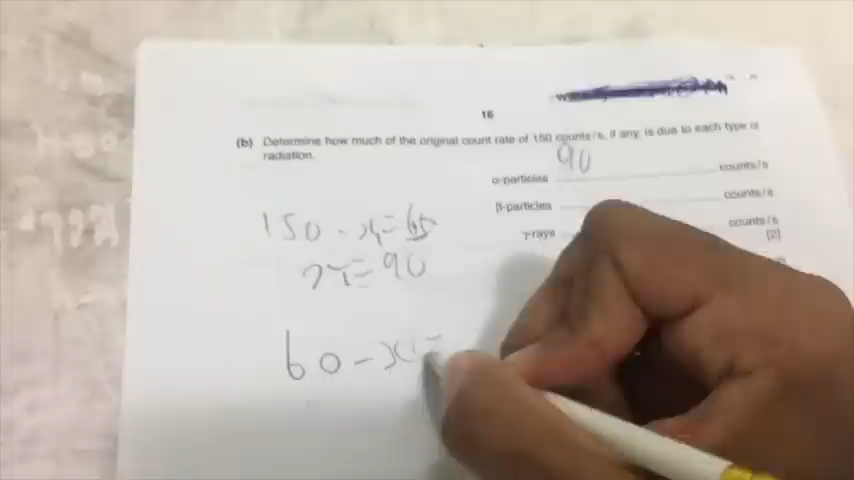 16
(b) Determine how much of the original count rate of 150 counts/s, if any, is due to each type of
radiation.
α-particles 90 counts/s
β-particles counts/s
γ-rays counts/s
[2]
150 - x = 65
x = 90
60 - x =